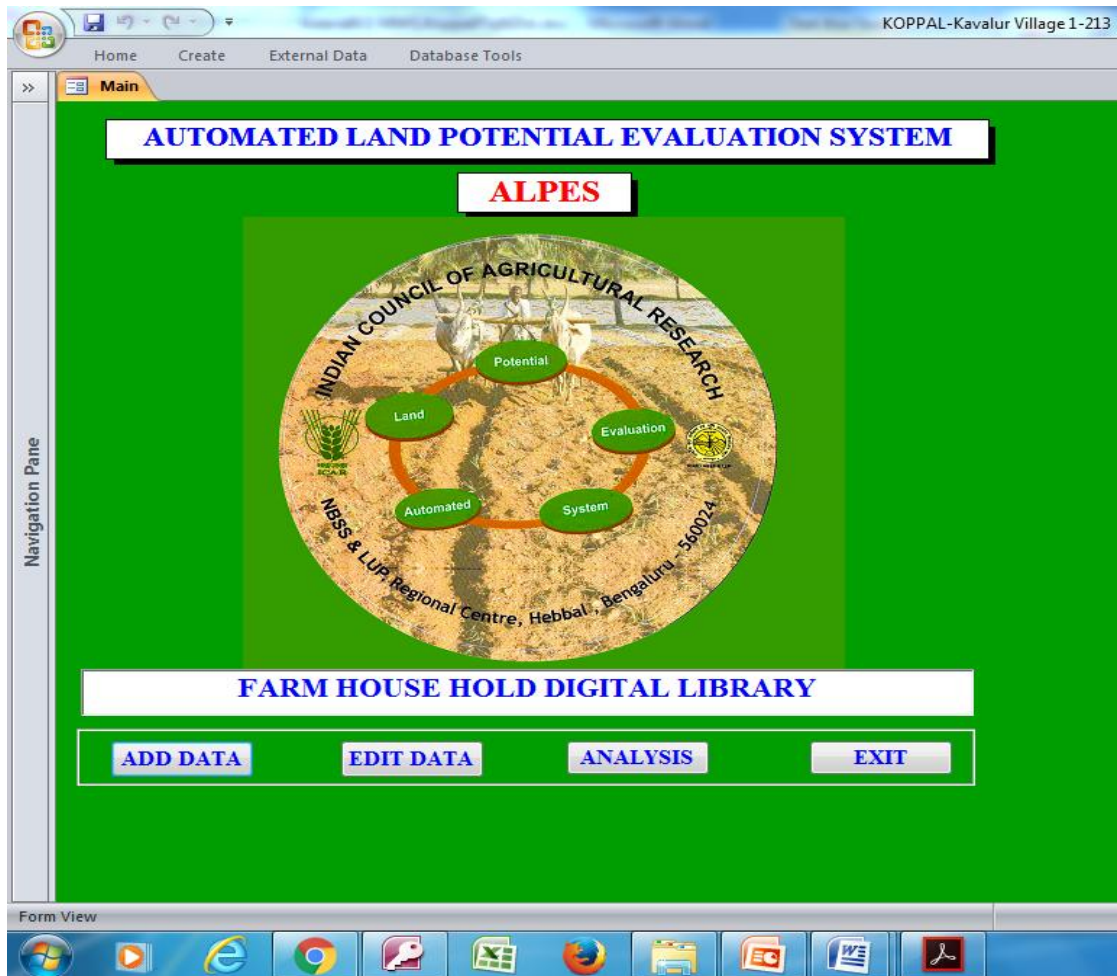 KOPPAL-Kavalur Village 1-213
Home Create External Data Database Tools
Main
Navigation Pane
AUTOMATED LAND POTENTIAL EVALUATION SYSTEM
ALPES
INDIAN COUNCIL OF AGRICULTURAL RESEARCH
Potential
Land
Evaluation
ICAR
Automated
System
NBSS & LUP, Regional Centre, Hebbal , Bengaluru - 560024
FARM HOUSE HOLD DIGITAL LIBRARY
ADD DATA EDIT DATA ANALYSIS EXIT
Form View